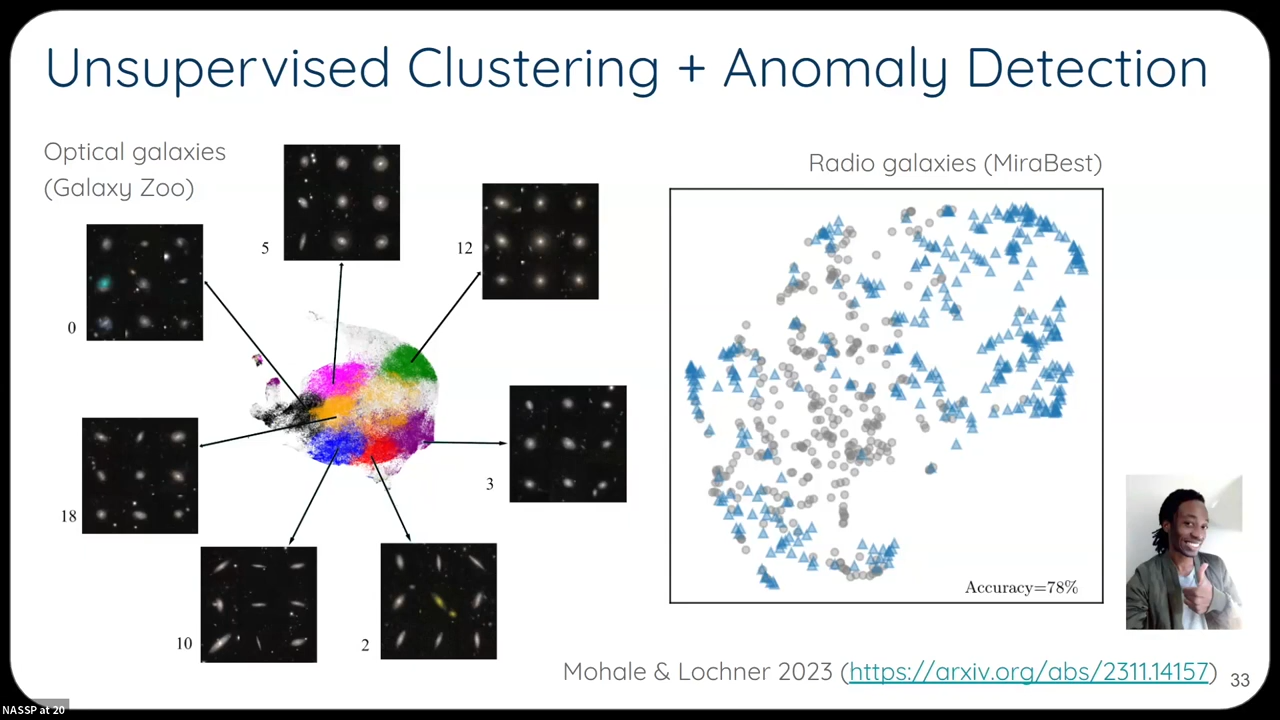 Unsupervised Clustering + Anomaly Detection
Optical galaxies
(Galaxy Zoo)
Radio galaxies (MiraBest)
5
12
0
3
18
10
2
Accuracy=78%
Mohale & Lochner 2023 (https://arxiv.org/abs/2311.14157)
33
NASSP at 20